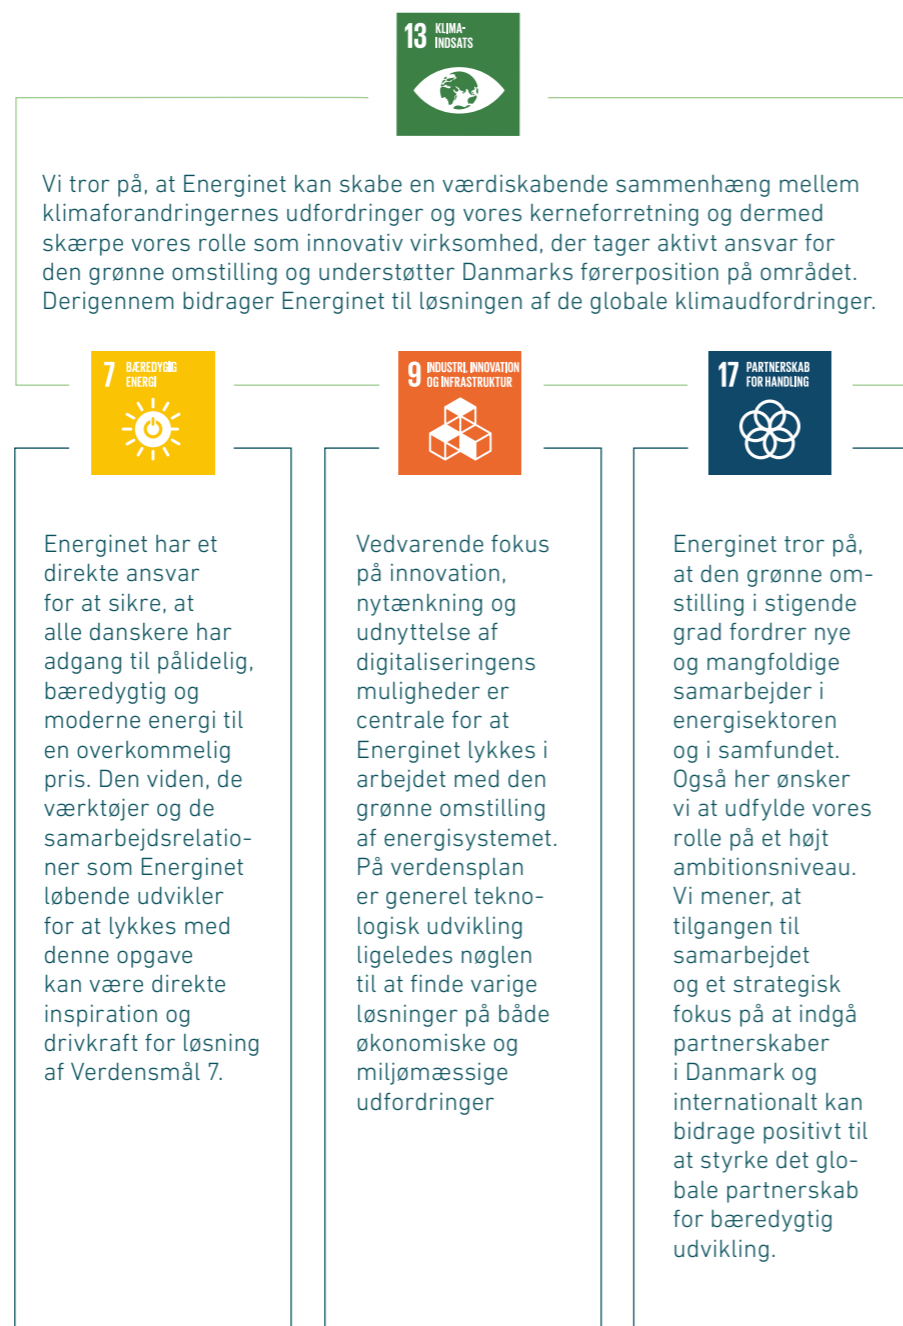 13 KLIMA-
INDSATS
Vi tror på, at Energinet kan skabe en værdiskabende sammenhæng mellem
klimaforandringernes udfordringer og vores kerneforretning og dermed
skærpe vores rolle som innovativ virksomhed, der tager aktivt ansvar for
den grønne omstilling og understøtter Danmarks førerposition på området.
Derigennem bidrager Energinet til løsningen af de globale klimaudfordringer.
7 BÆREDYGTIG
ENERGI
Energinet har et
direkte ansvar
for at sikre, at
alle danskere har
adgang til pålidelig,
bæredygtig og
moderne energi til
en overkommelig
pris. Den viden, de
værktøjer og de
samarbejdsrelatio-
ner som Energinet
løbende udvikler
for at lykkes med
denne opgave
kan være direkte
inspiration og
drivkraft for løsning
af Verdensmål 7.
9 INDUSTRI, INNOVATION
OG INFRASTRUKTUR
Vedvarende fokus
på innovation,
nytænkning og
udnyttelse af
digitaliseringens
muligheder er
centrale for at
Energinet lykkes i
arbejdet med den
grønne omstilling
af energisystemet.
På verdensplan
er generel tekno-
logisk udvikling
ligeledes nøglen
til at finde varige
løsninger på både
økonomiske og
miljømæssige
udfordringer
17 PARTNERSKAB
FOR HANDLING
Energinet tror på,
at den grønne om-
stilling i stigende
grad fordrer nye
og mangfoldige
samarbejder i
energisektoren
og i samfundet.
Også her ønsker
vi at udfylde vores
rolle på et højt
ambitionsniveau.
Vi mener, at
tilgangen til
samarbejdet
og et strategisk
fokus på at indgå
partnerskaber
i Danmark og
internationalt kan
bidrage positivt til
at styrke det glo-
bale partnerskab
for bæredygtig
udvikling.